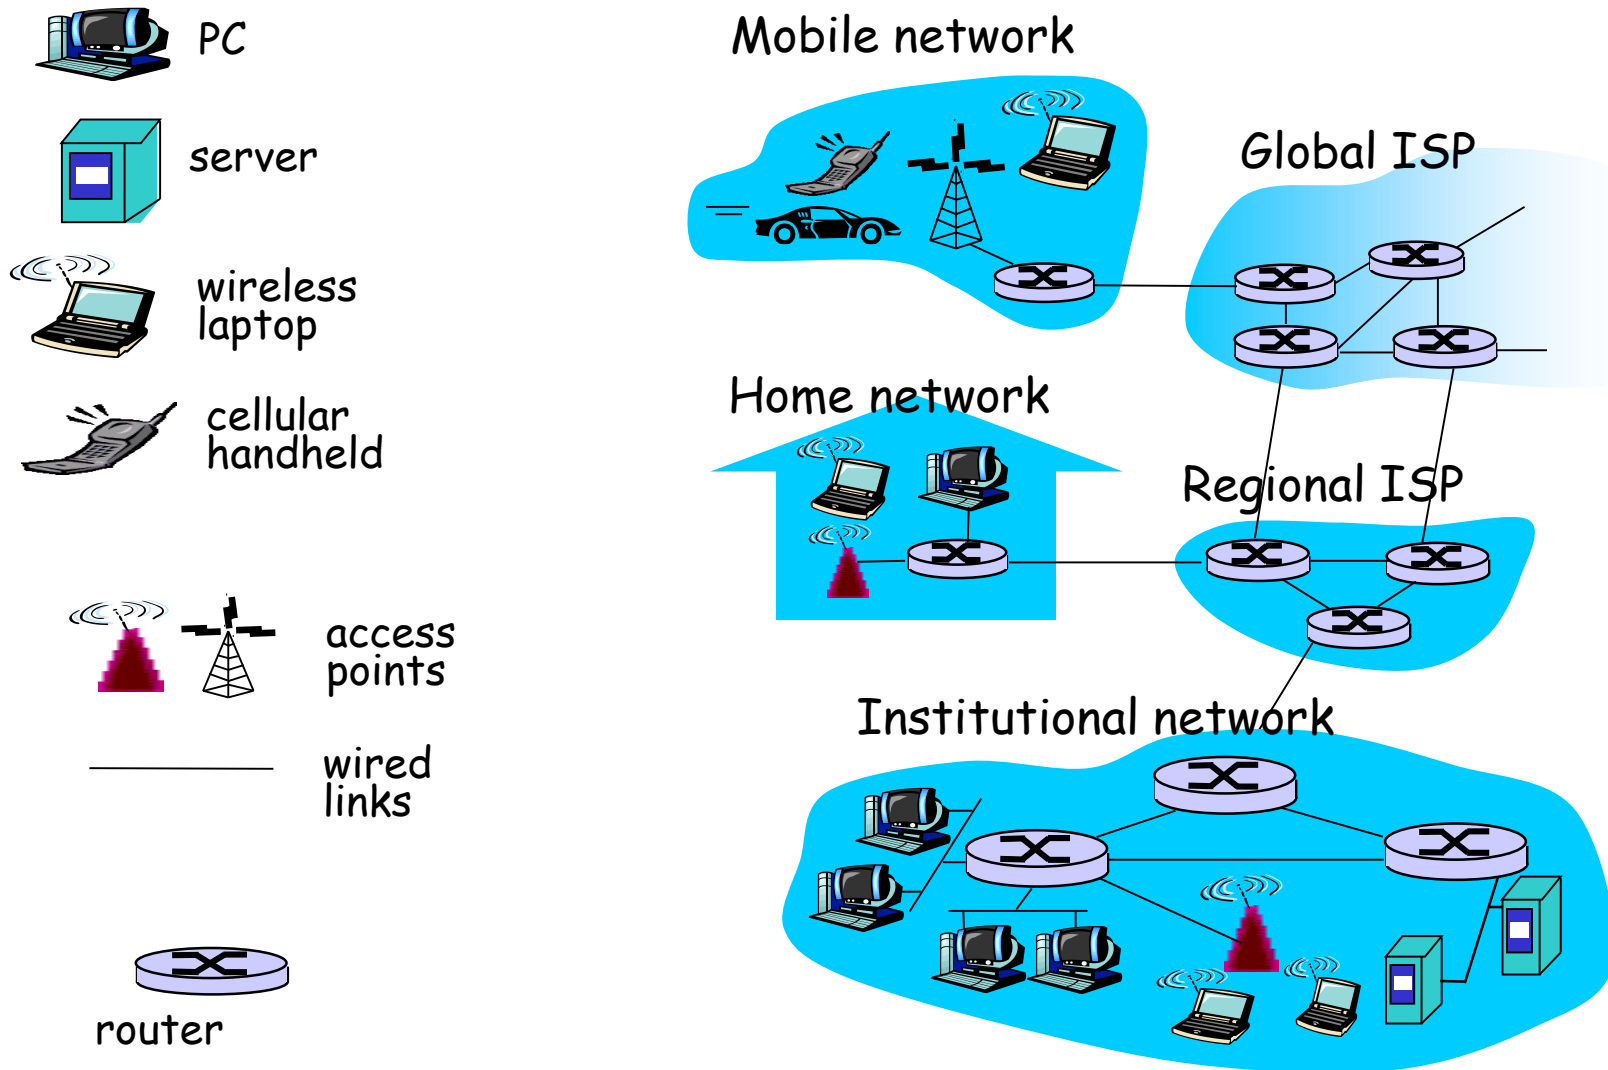 PC
server
wireless
laptop
cellular
handheld
access
points
wired
links
router
Mobile network
Global ISP
Home network
Regional ISP
Institutional network